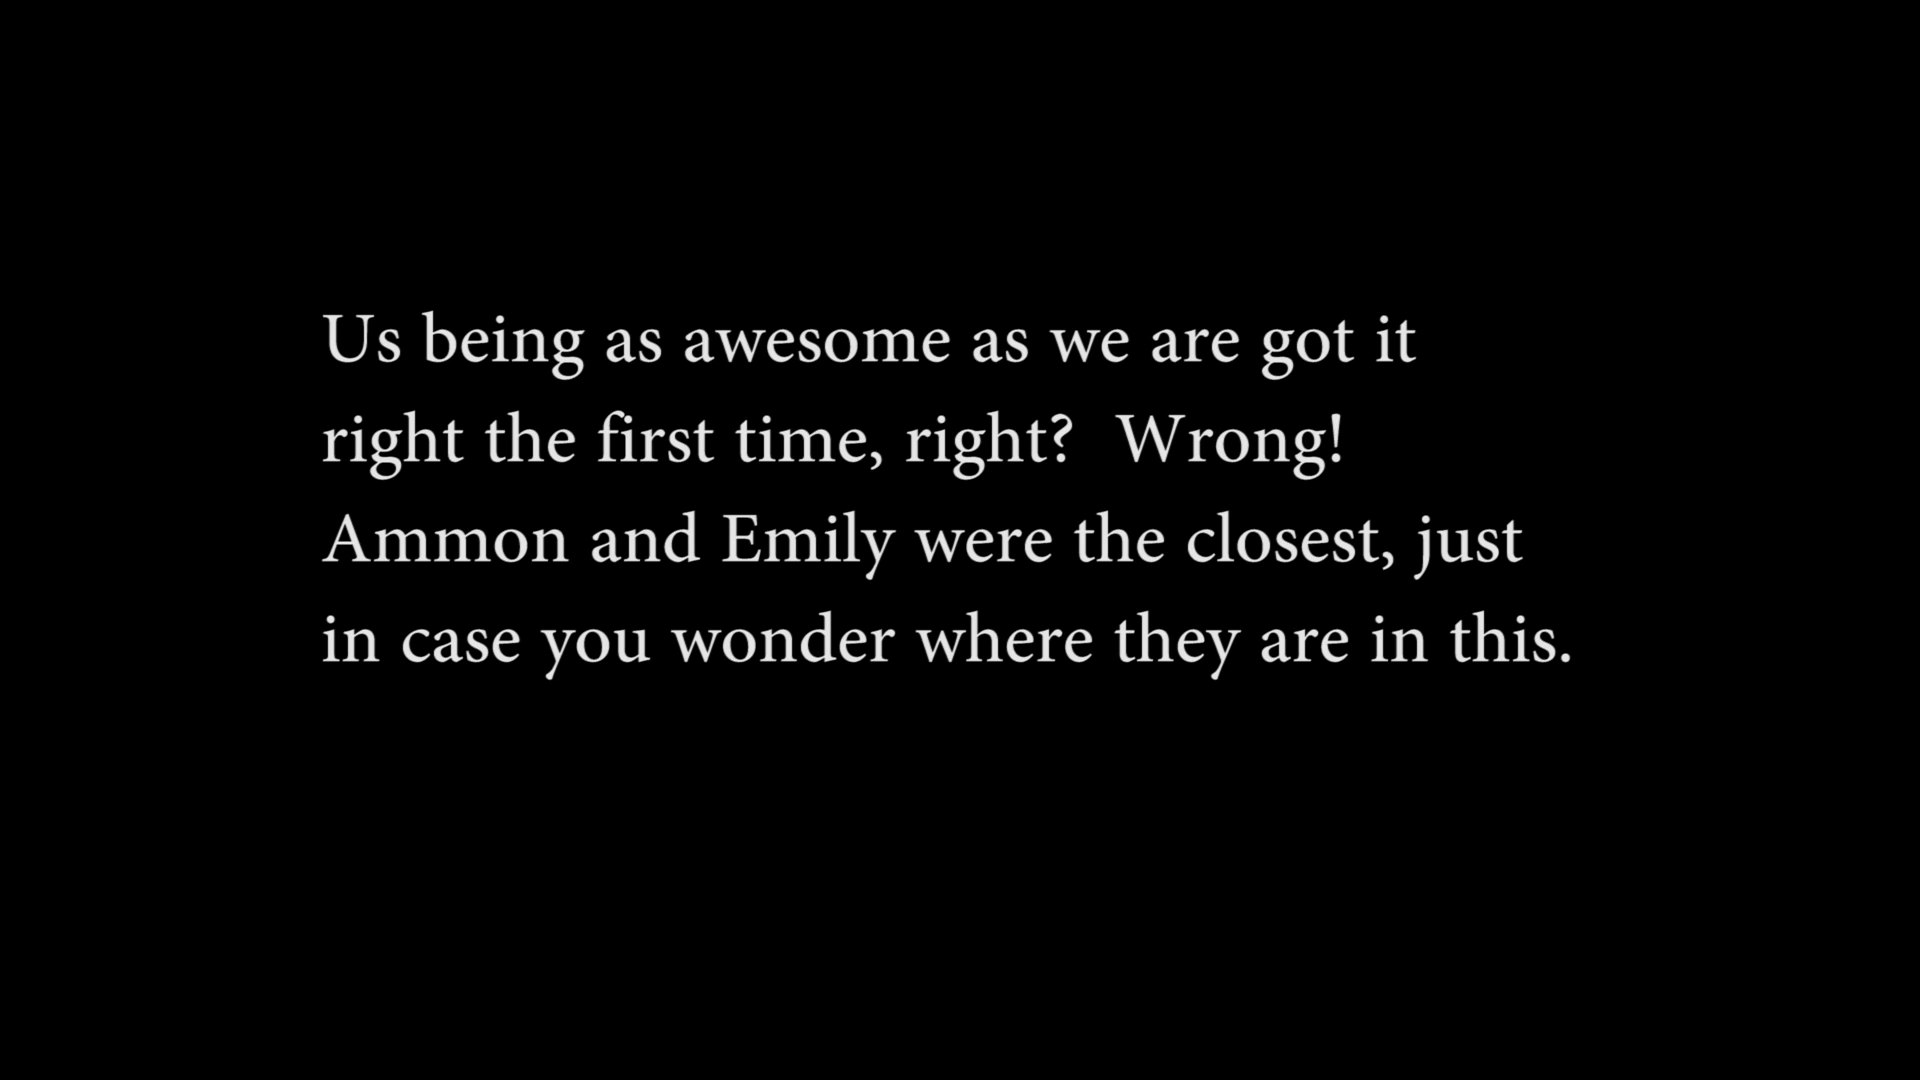 Us being as awesome as we are got it
right the first time, right?  Wrong!
Ammon and Emily were the closest, just
in case you wonder where they are in this.